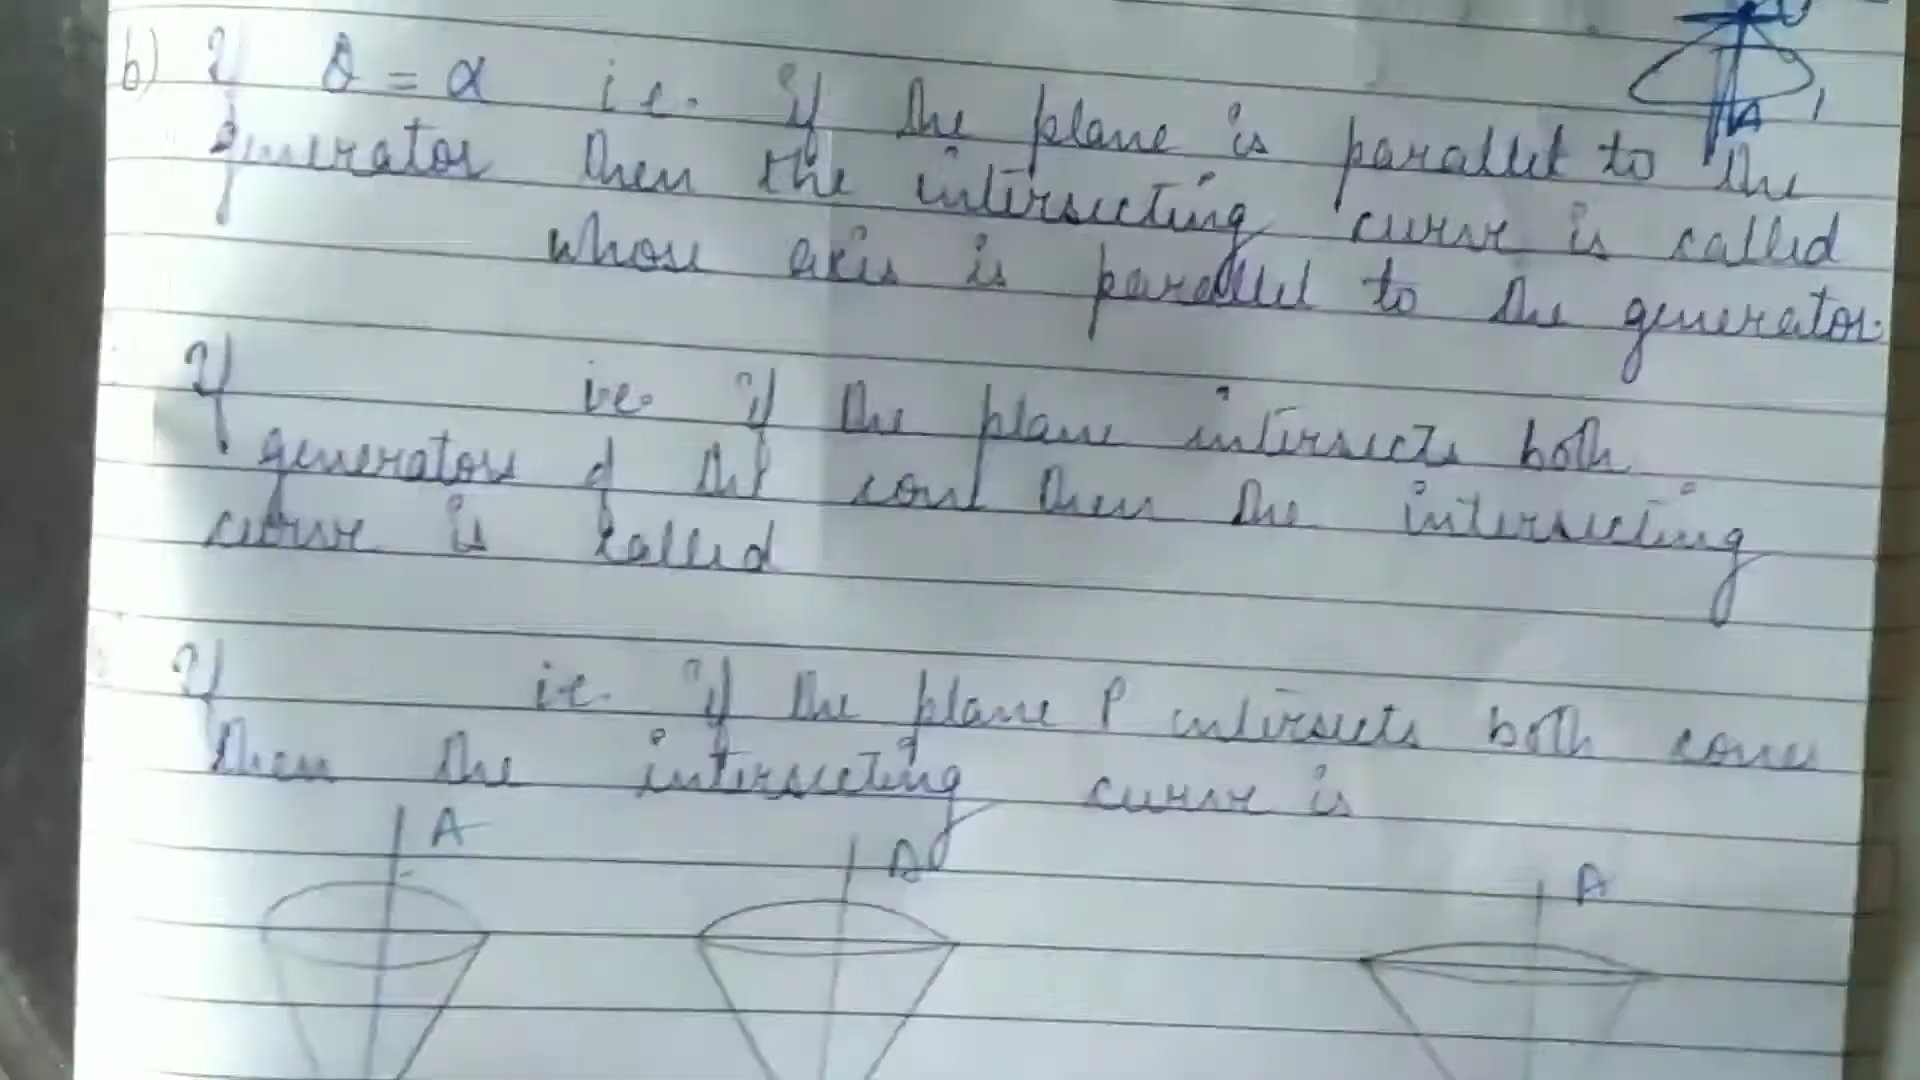 b) If θ = α i.e. if the plane is parallel to the
generator then the intersecting curve is called
whose axis is parallel to the generator.
If i.e. if the plane intersects both
generators of the cone then the intersecting
curve is called
If i.e. if the plane P intersects both cones
then the intersecting curve is
A
A
A
A